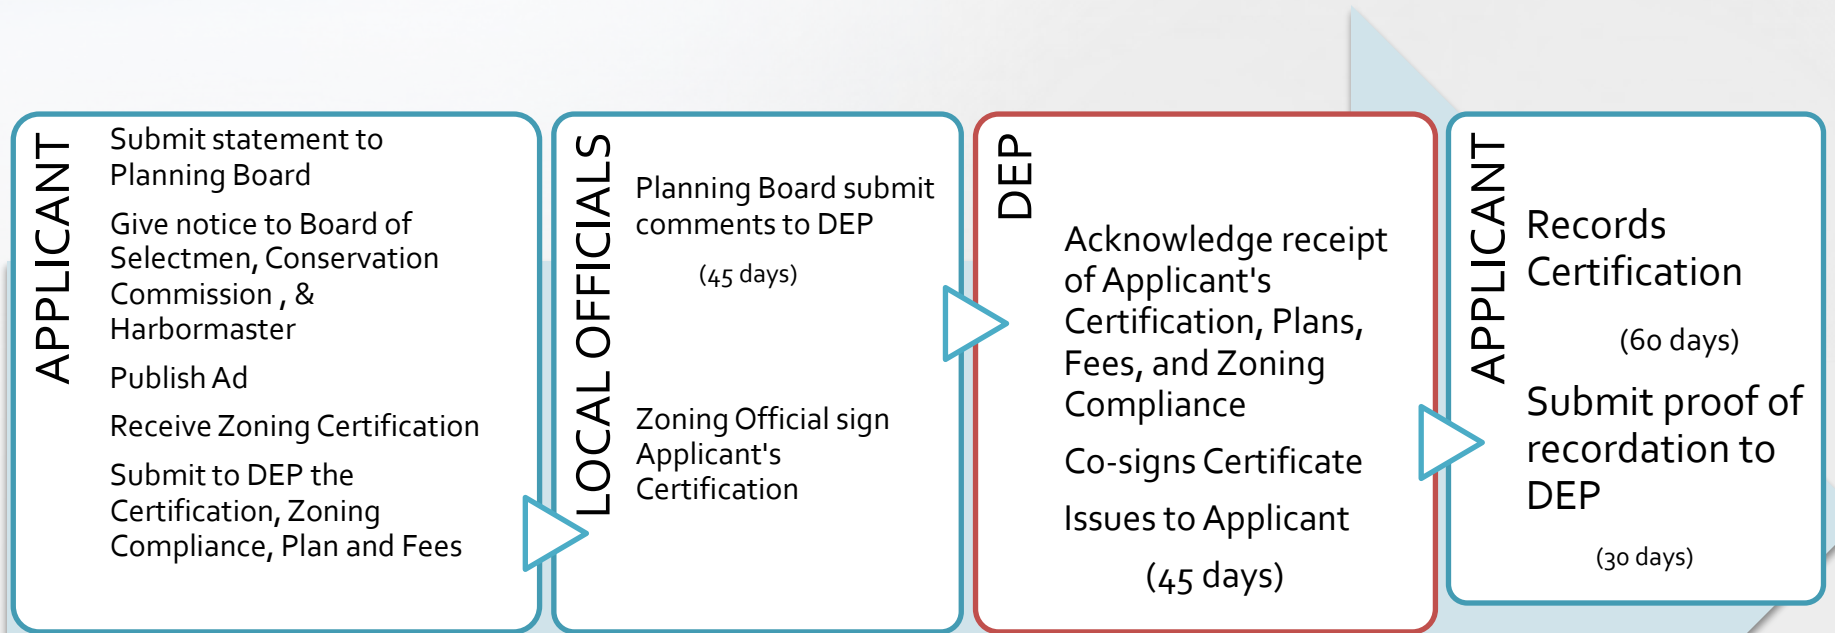 APPLICANT
Submit statement to
Planning Board
Give notice to Board of
Selectmen, Conservation
Commission , &
Harbormaster
Publish Ad
Receive Zoning Certification
Submit to DEP the
Certification, Zoning
Compliance, Plan and Fees
LOCAL OFFICIALS
Planning Board submit
comments to DEP
(45 days)
Zoning Official sign
Applicant's
Certification
DEP
Acknowledge receipt
of Applicant's
Certification, Plans,
Fees, and Zoning
Compliance
Co-signs Certificate
Issues to Applicant
(45 days)
APPLICANT
Records
Certification
(60 days)
Submit proof of
recordation to
DEP
(30 days)